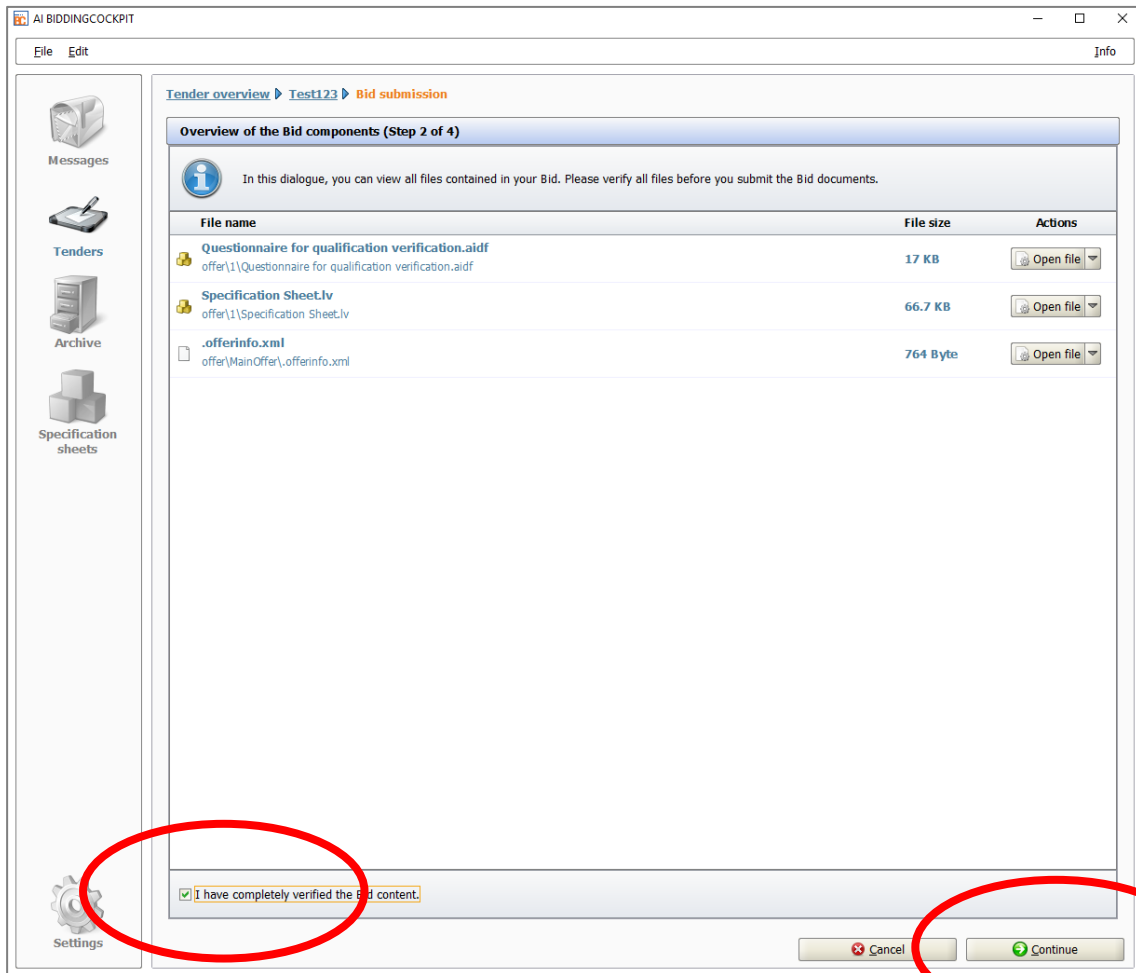 AI BIDDINGCOCKPIT
File Edit Info
Messages
Tenders
Archive
Specification
sheets
Settings
Tender overview Test123 Bid submission
Overview of the Bid components (Step 2 of 4)
In this dialogue, you can view all files contained in your Bid. Please verify all files before you submit the Bid documents.
File name File size Actions
Questionnaire for qualification verification.aidf
offer\1\Questionnaire for qualification verification.aidf
17 KB Open file
Specification Sheet.lv
offer\1\Specification Sheet.lv
66.7 KB Open file
.offerinfo.xml
offer\MainOffer\.offerinfo.xml
764 Byte Open file
I have completely verified the Bid content.
Cancel Continue